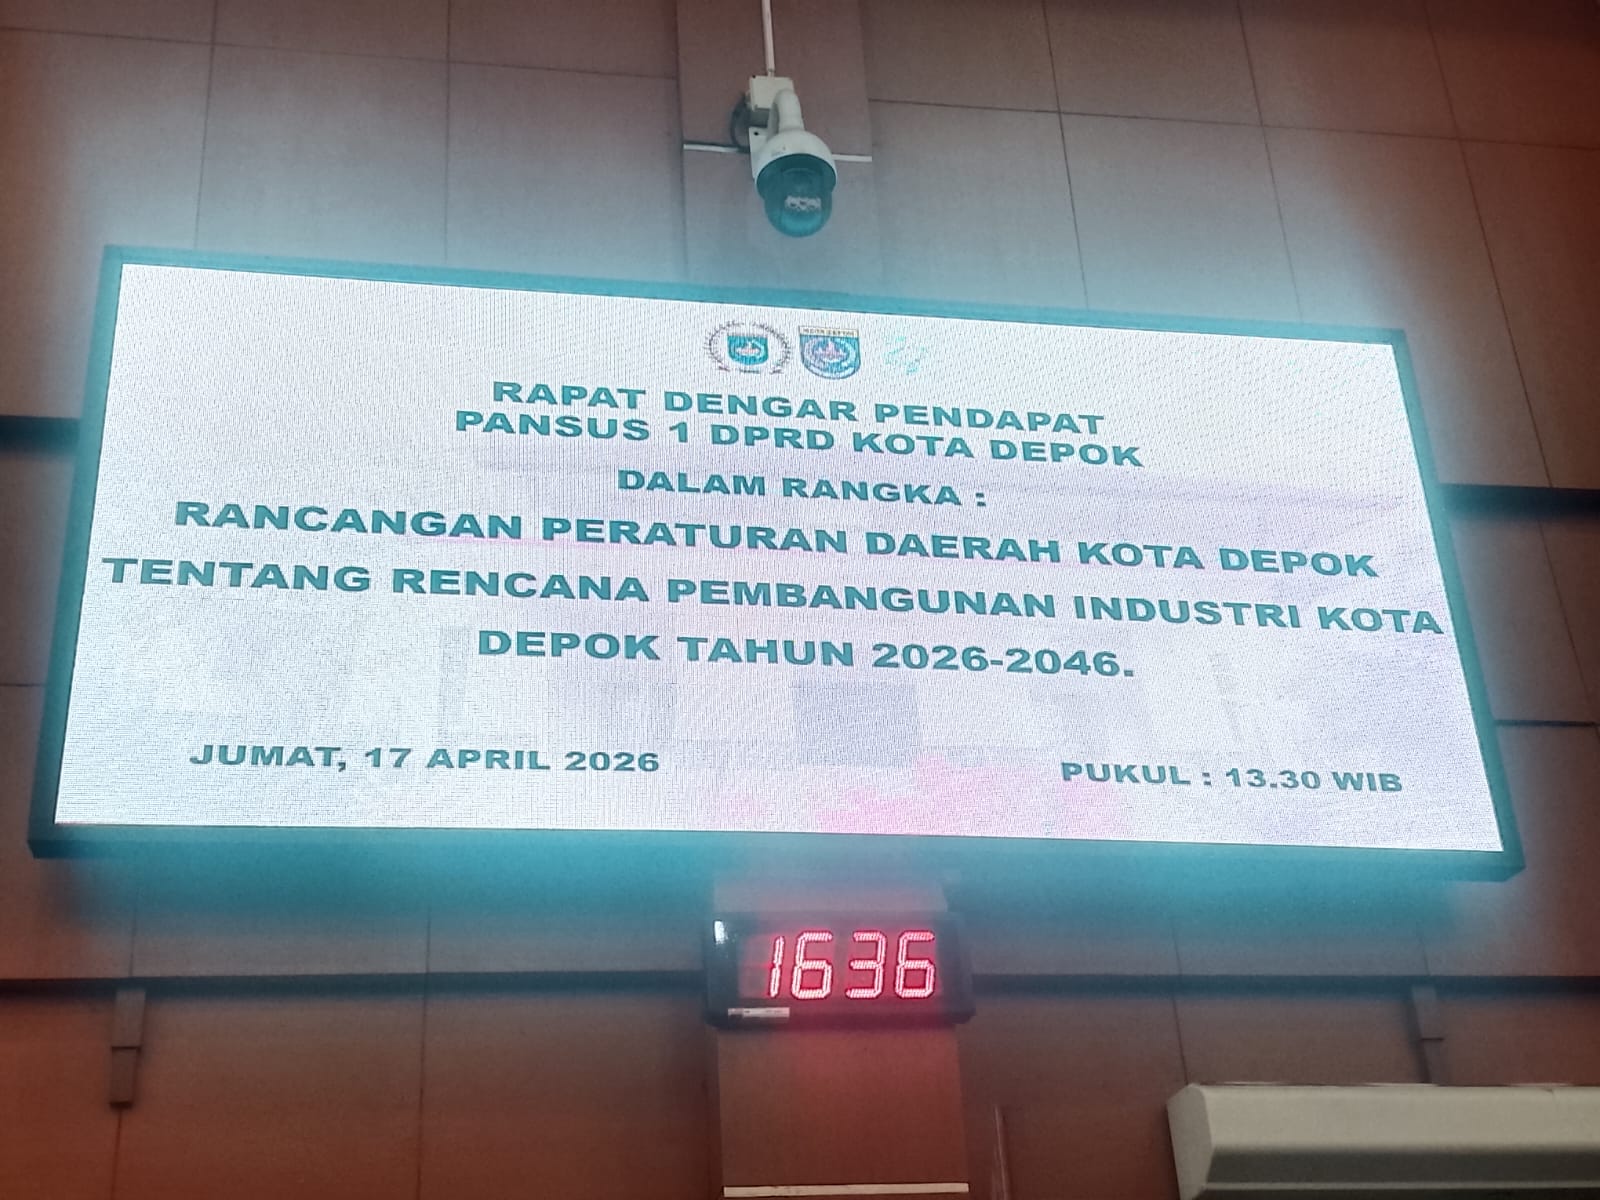 RAPAT DENGAR PENDAPAT
PANSUS 1 DPRD KOTA DEPOK
DALAM RANGKA :
RANCANGAN PERATURAN DAERAH KOTA DEPOK
TENTANG RENCANA PEMBANGUNAN INDUSTRI KOTA
DEPOK TAHUN 2026-2046.
JUMAT, 17 APRIL 2026
PUKUL : 13.30 WIB
1636